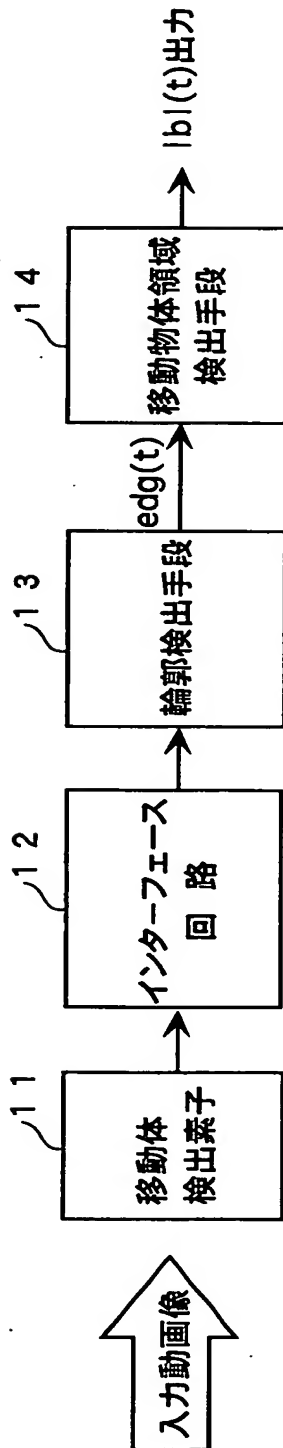 入力動画像
11
移動体
検出素子
12
インターフェース
回路
13
輪郭検出手段
edg(t)
14
移動物体領域
検出手段
lbl(t)出力